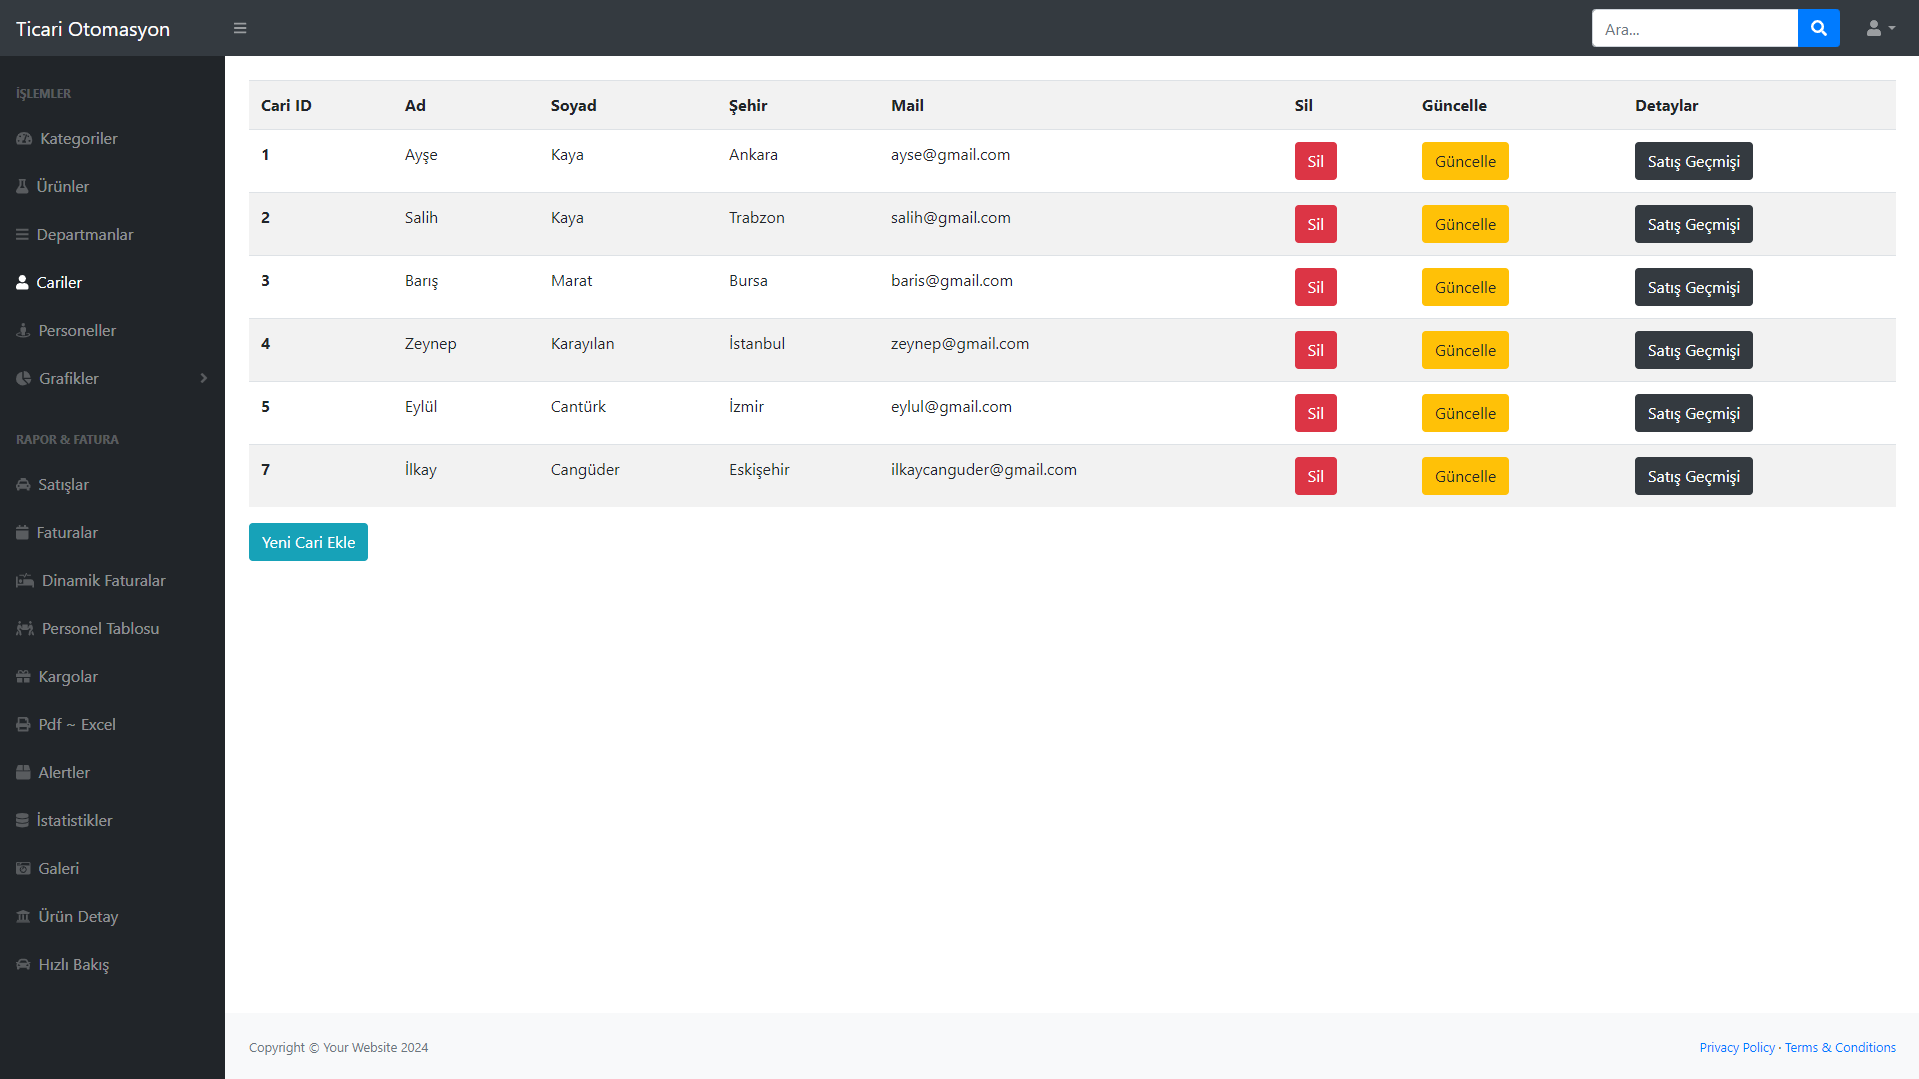 Ticari Otomasyon
Ara...
İŞLEMLER
Kategoriler
Ürünler
Departmanlar
Cariler
Personeller
Grafikler
RAPOR & FATURA
Satışlar
Faturalar
Dinamik Faturalar
Personel Tablosu
Kargolar
Pdf ~ Excel
Alertler
İstatistikler
Galeri
Ürün Detay
Hızlı Bakış
Cari ID Ad Soyad Şehir Mail Sil Güncelle Detaylar
1 Ayşe Kaya Ankara ayse@gmail.com Sil Güncelle Satış Geçmişi
2 Salih Kaya Trabzon salih@gmail.com Sil Güncelle Satış Geçmişi
3 Barış Marat Bursa baris@gmail.com Sil Güncelle Satış Geçmişi
4 Zeynep Karayılan İstanbul zeynep@gmail.com Sil Güncelle Satış Geçmişi
5 Eylül Cantürk İzmir eylul@gmail.com Sil Güncelle Satış Geçmişi
7 İlkay Cangüder Eskişehir ilkaycanguder@gmail.com Sil Güncelle Satış Geçmişi
Yeni Cari Ekle
Copyright © Your Website 2024
Privacy Policy · Terms & Conditions